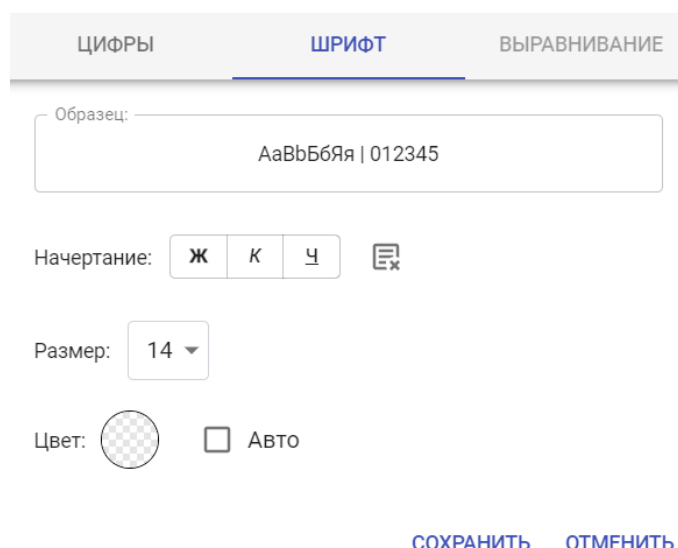 ЦИФРЫ ШРИФТ ВЫРАВНИВАНИЕ
Образец:
AaBbБбЯя | 012345
Начертание: Ж К Ч
Размер: 14
Цвет: Авто
СОХРАНИТЬ ОТМЕНИТЬ